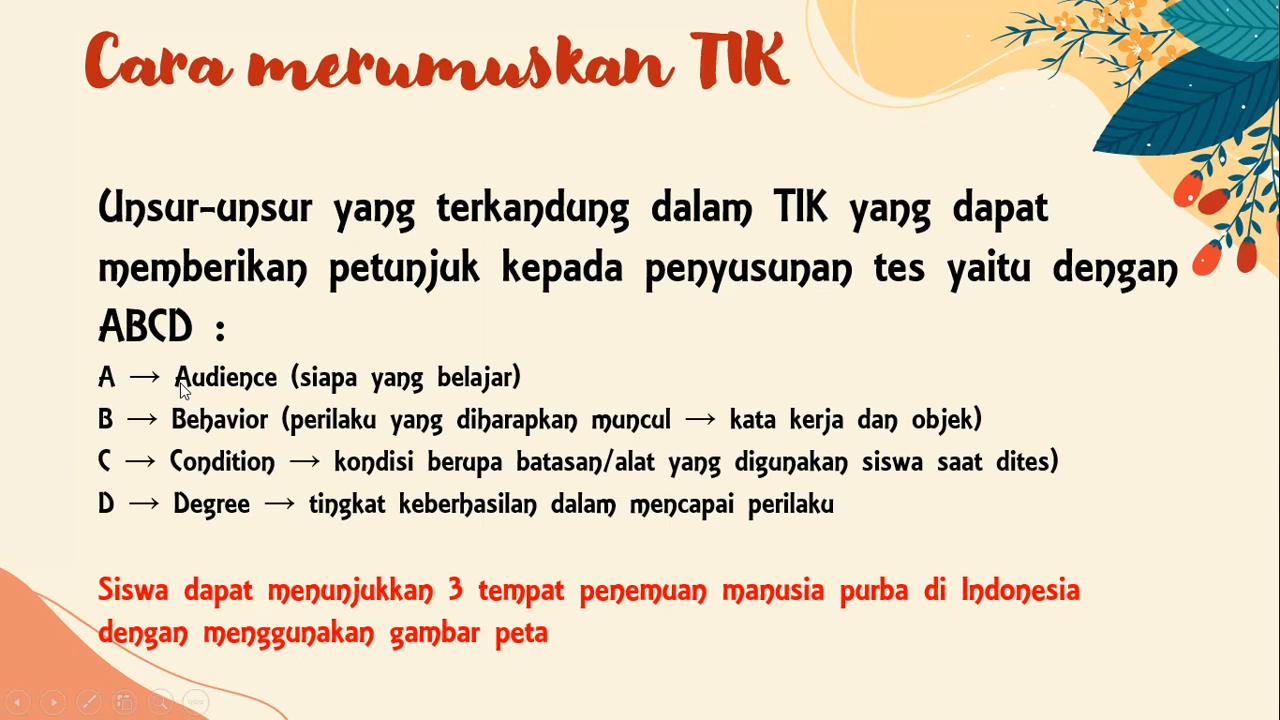 Cara merumuskan TIK
Unsur-unsur yang terkandung dalam TIK yang dapat
memberikan petunjuk kepada penyusunan tes yaitu dengan
ABCD :
A → Audience (siapa yang belajar)
B → Behavior (perilaku yang diharapkan muncul → kata kerja dan objek)
C → Condition → kondisi berupa batasan/alat yang digunakan siswa saat dites)
D → Degree → tingkat keberhasilan dalam mencapai perilaku
Siswa dapat menunjukkan 3 tempat penemuan manusia purba di Indonesia
dengan menggunakan gambar peta